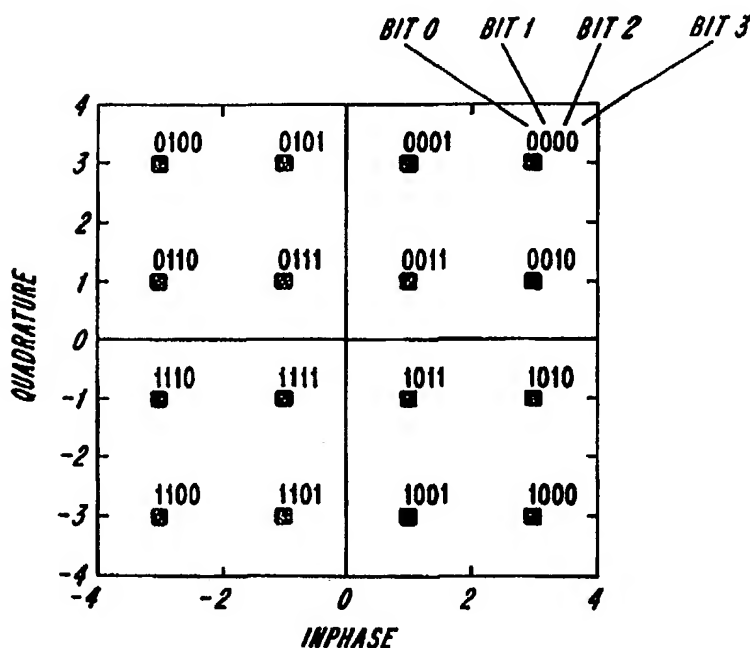 BIT 0 BIT 1 BIT 2 BIT 3
4
0100 0101 0001 0000
3
2
0110 0111 0011 0010
1
QUADRATURE
0
1110 1111 1011 1010
-1
-2
1100 1101 1001 1000
-3
-4
-4 -2 0 2 4
INPHASE